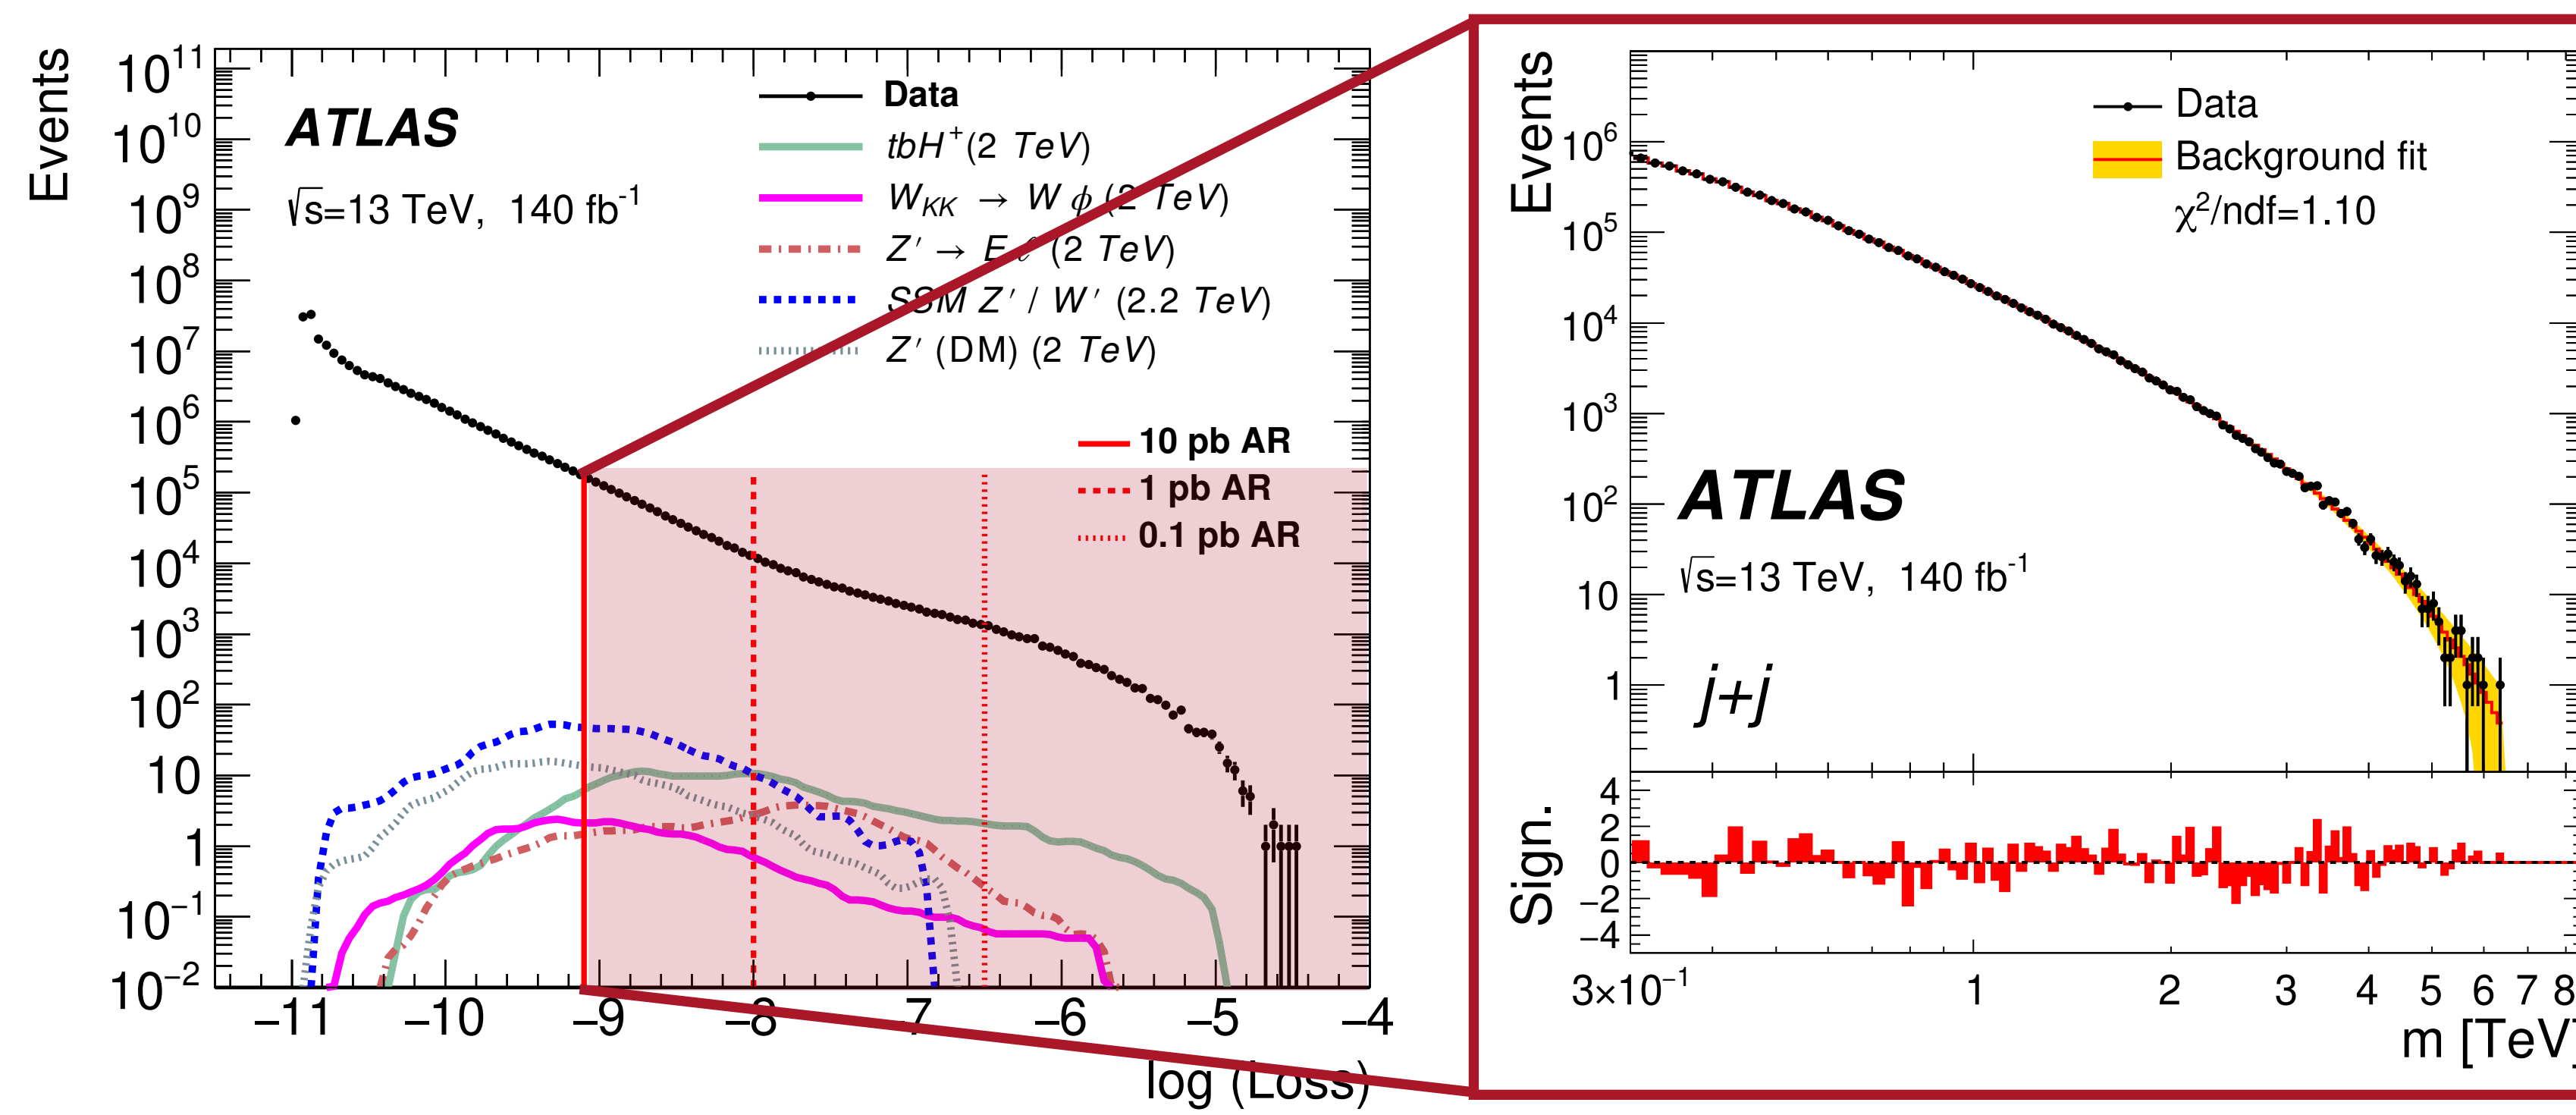 Events
10¹¹
10¹⁰
10⁹
10⁸
10⁷
10⁶
10⁵
10⁴
10³
10²
10
1
10⁻¹
10⁻²
ATLAS
√s=13 TeV, 140 fb⁻¹
Data
tbH⁺(2 TeV)
W_KK → W ϕ (2 TeV)
Z′ → E ℓ (2 TeV)
SSM Z′ / W′ (2.2 TeV)
Z′ (DM) (2 TeV)
10 pb AR
1 pb AR
0.1 pb AR
−11 −10 −9 −8 −7 −6 −5 −4
log (Loss)
Events
10⁶
10⁵
10⁴
10³
10²
10
1
Data
Background fit
χ²/ndf=1.10
ATLAS
√s=13 TeV, 140 fb⁻¹
j+j
Sign.
4
2
0
−2
−4
3×10⁻¹ 1 2 3 4 5 6 7 8
m [TeV]